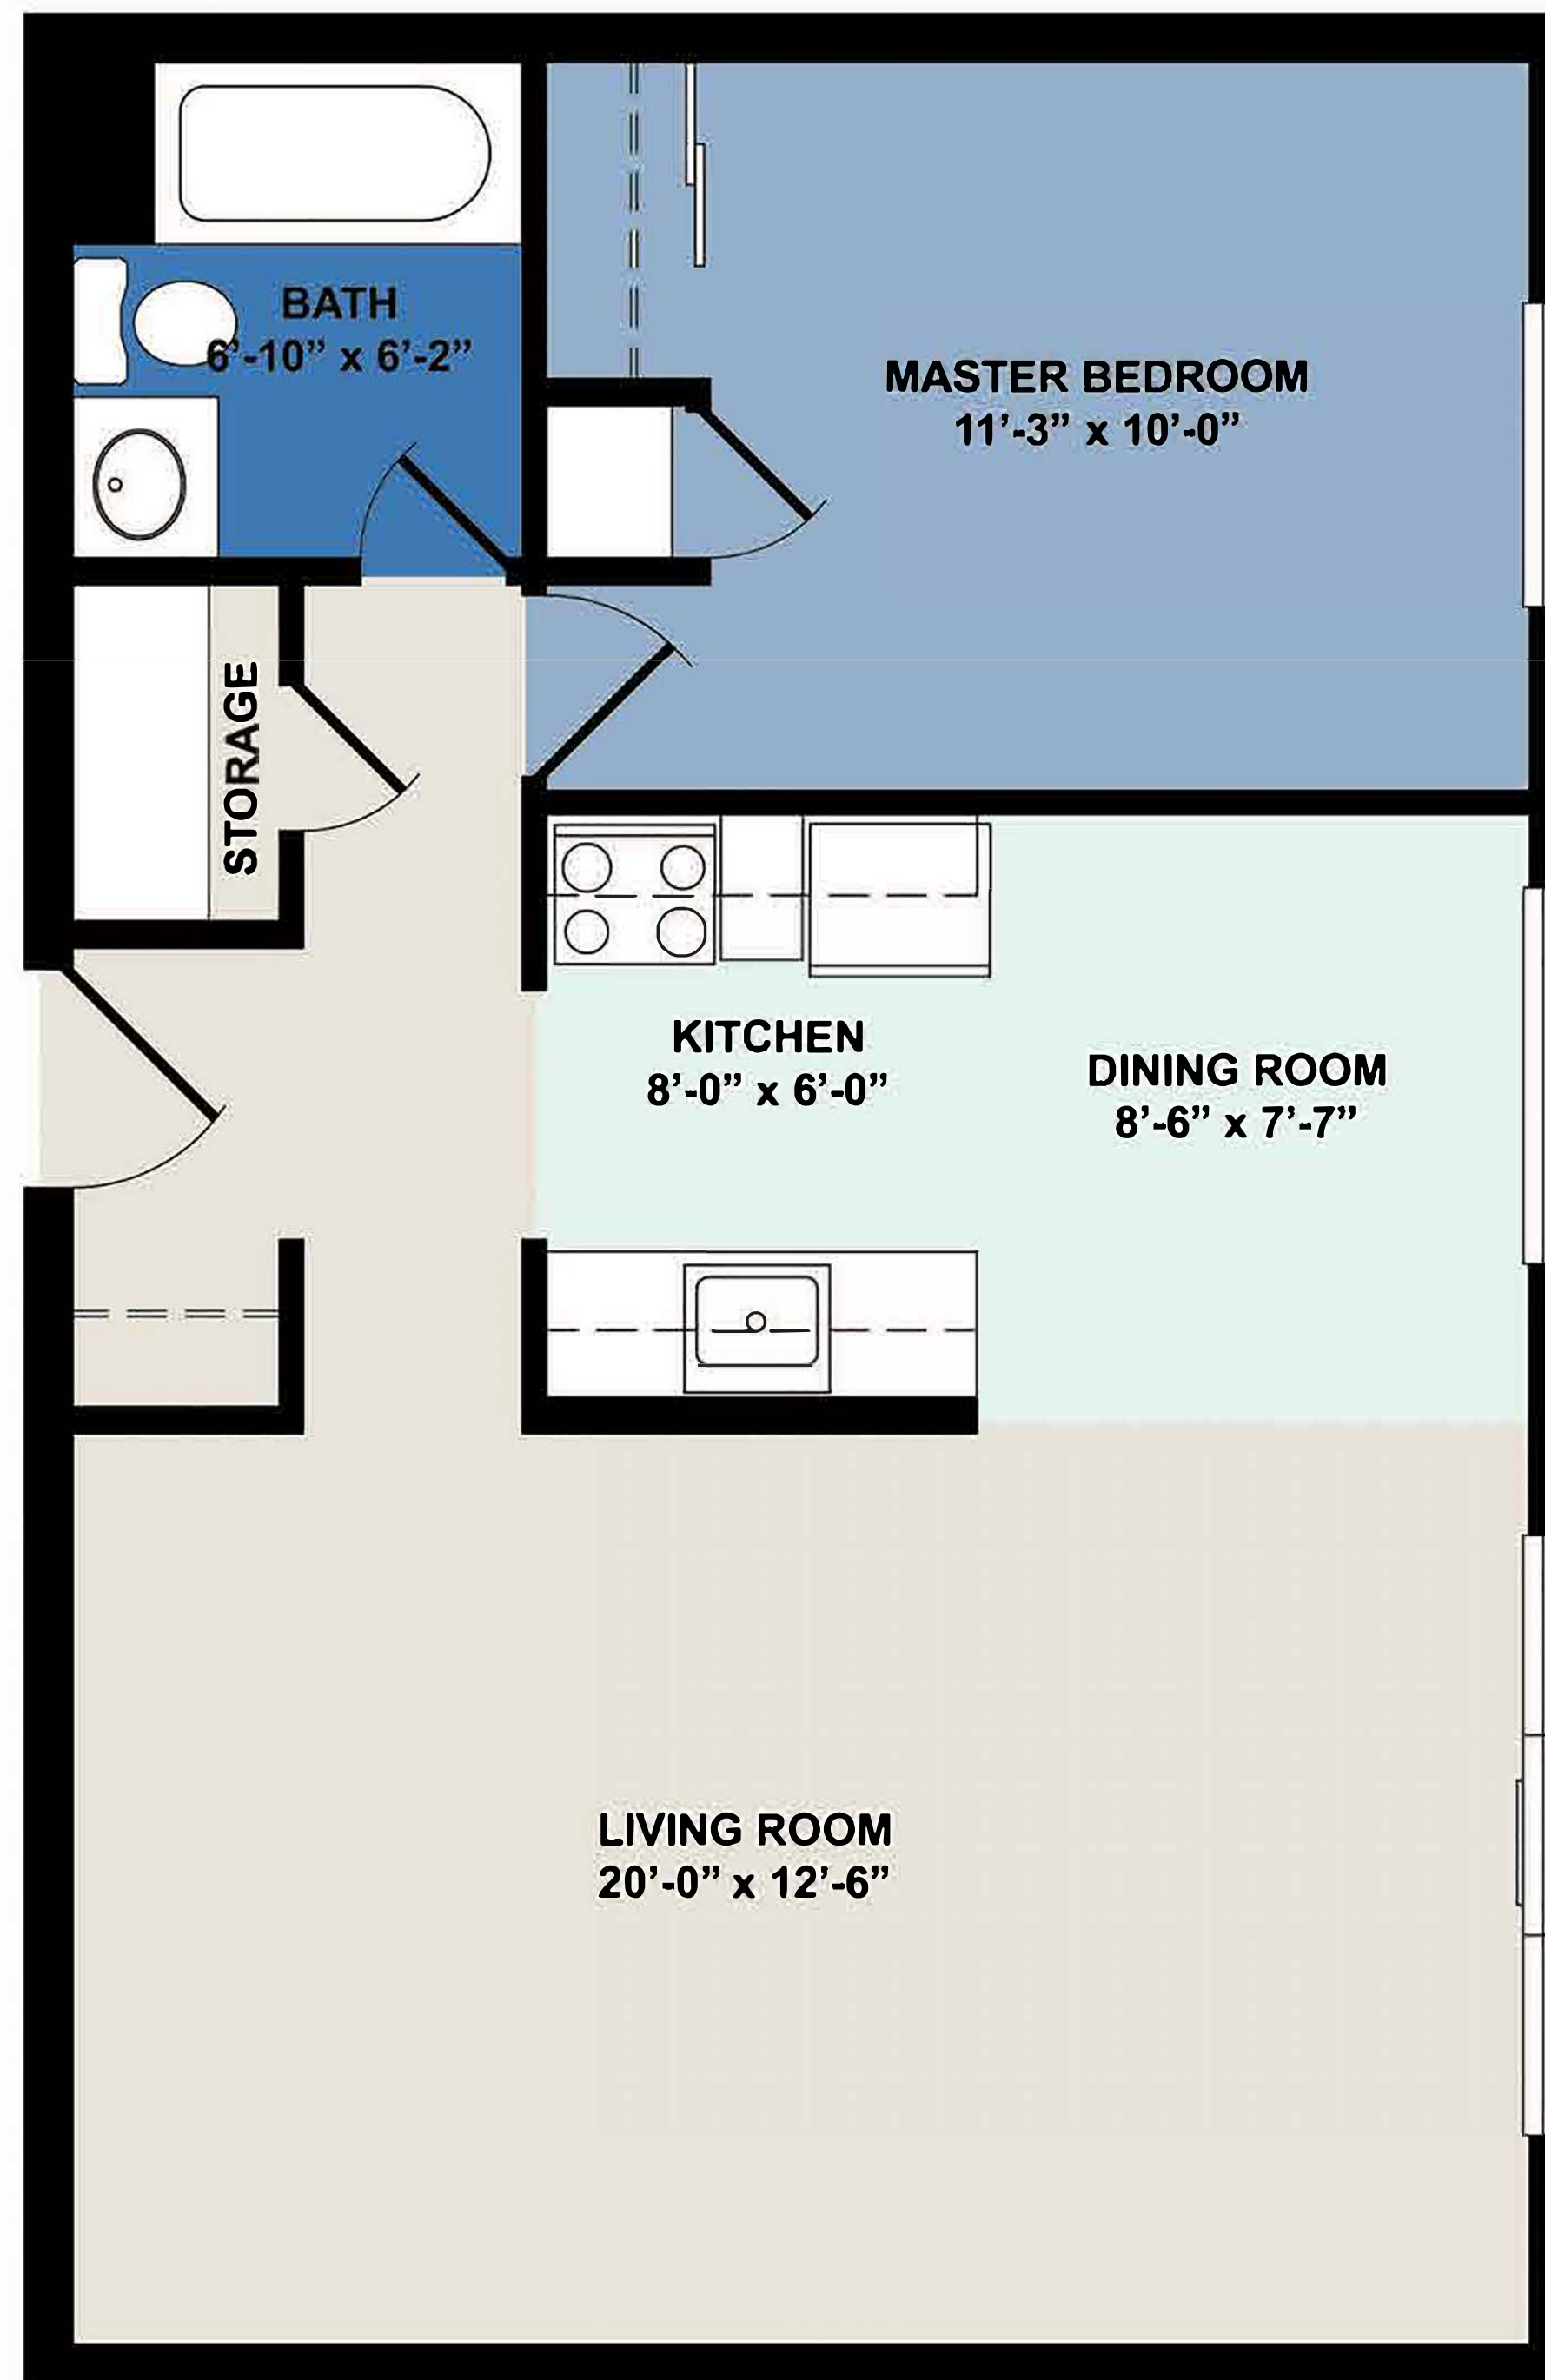 BATH
6’-10” x 6’-2”
MASTER BEDROOM
11’-3” x 10’-0”
STORAGE
KITCHEN
8’-0” x 6’-0”
DINING ROOM
8’-6” x 7’-7”
LIVING ROOM
20’-0” x 12’-6”